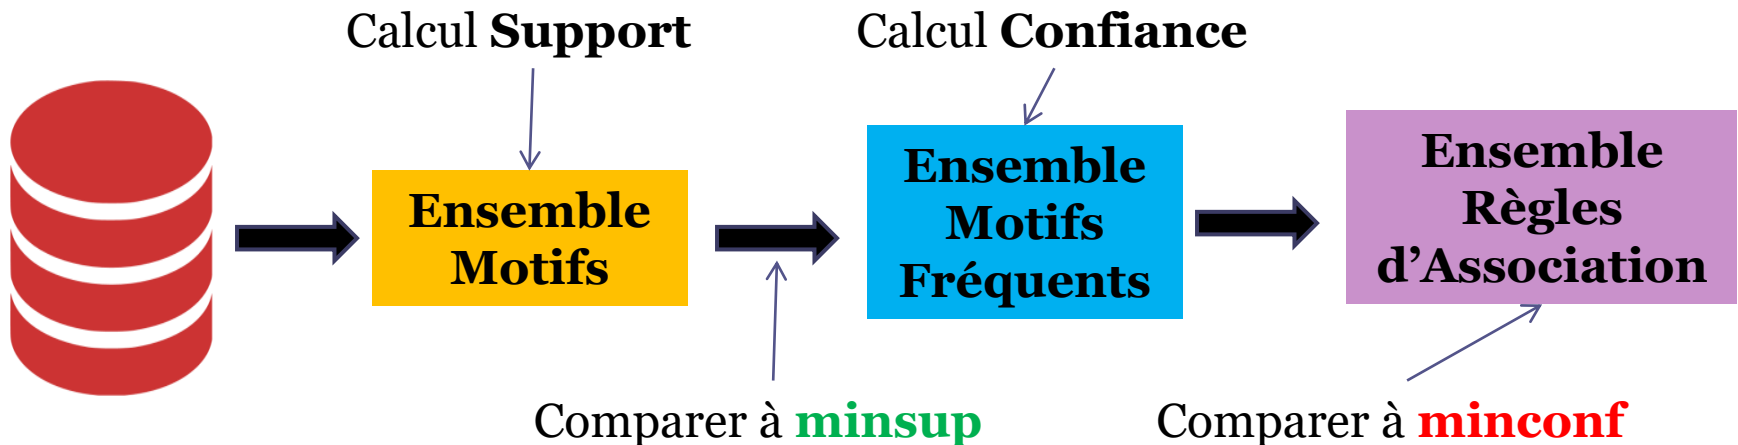 Calcul Support
Calcul Confiance
Ensemble
Motifs
Ensemble
Motifs
Fréquents
Ensemble
Règles
d’Association
Comparer à minsup
Comparer à minconf